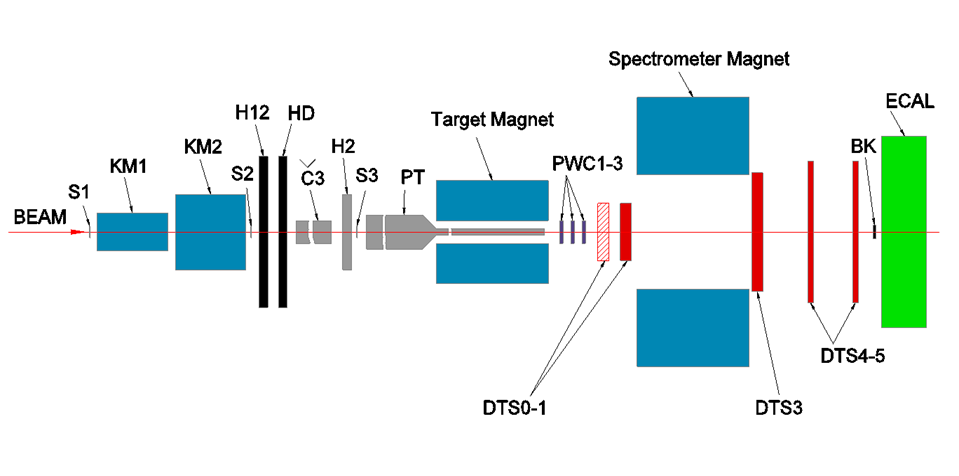 Spectrometer Magnet
ECAL
H12
HD
Target Magnet
KM2
H2
BK
KM1
S2
Č3
S3
PT
PWC1-3
S1
BEAM
DTS4-5
DTS0-1
DTS3